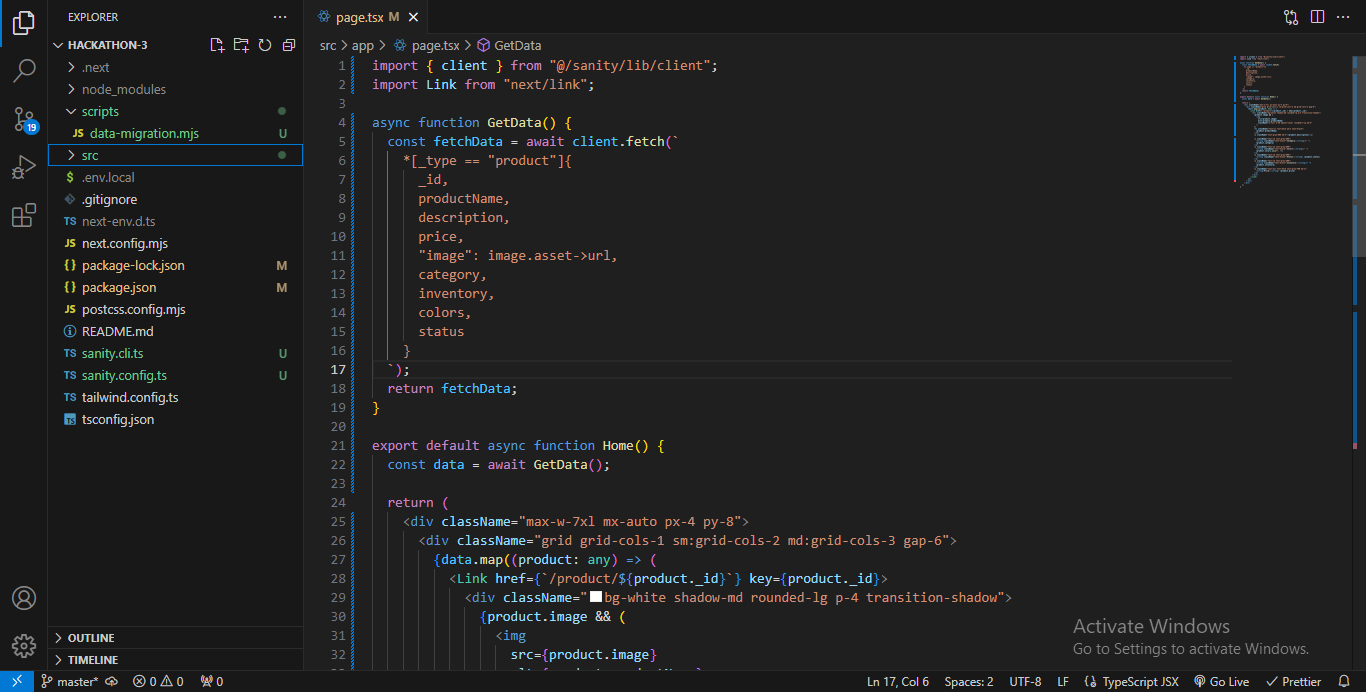 EXPLORER
HACKATHON-3
.next
node_modules
scripts
JS data-migration.mjs U
src
$ .env.local
.gitignore
TS next-env.d.ts
JS next.config.mjs
{} package-lock.json M
{} package.json M
JS postcss.config.mjs
README.md
TS sanity.cli.ts U
TS sanity.config.ts U
TS tailwind.config.ts
TS tsconfig.json
OUTLINE
TIMELINE
19
page.tsx M
src > app > page.tsx > GetData
1 import { client } from "@/sanity/lib/client";
2 import Link from "next/link";
3
4 async function GetData() {
5 const fetchData = await client.fetch(`
6 *[_type == "product"]{
7 _id,
8 productName,
9 description,
10 price,
11 "image": image.asset->url,
12 category,
13 inventory,
14 colors,
15 status
16 }
17 `);
18 return fetchData;
19 }
20
21 export default async function Home() {
22 const data = await GetData();
23
24 return (
25 <div className="max-w-7xl mx-auto px-4 py-8">
26 <div className="grid grid-cols-1 sm:grid-cols-2 md:grid-cols-3 gap-6">
27 {data.map((product: any) => (
28 <Link href={`/product/${product._id}`} key={product._id}>
29 <div className="bg-white shadow-md rounded-lg p-4 transition-shadow">
30 {product.image && (
31 <img
32 src={product.image}
Activate Windows
Go to Settings to activate Windows.
master* 0 0 0
Ln 17, Col 6 Spaces: 2 UTF-8 LF {} TypeScript JSX Go Live Prettier